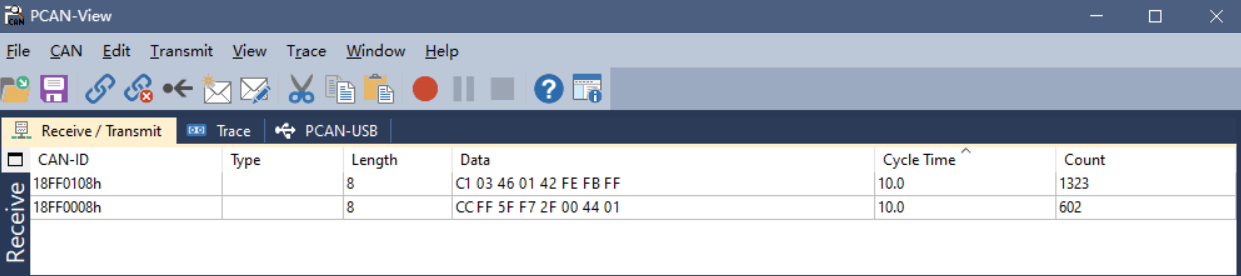 PCAN-View
File CAN Edit Transmit View Trace Window Help
Receive / Transmit Trace PCAN-USB
CAN-ID Type Length Data Cycle Time Count
18FF0108h 8 C1 03 46 01 42 FE FB FF 10.0 1323
18FF0008h 8 CC FF 5F F7 2F 00 44 01 10.0 602
Receive